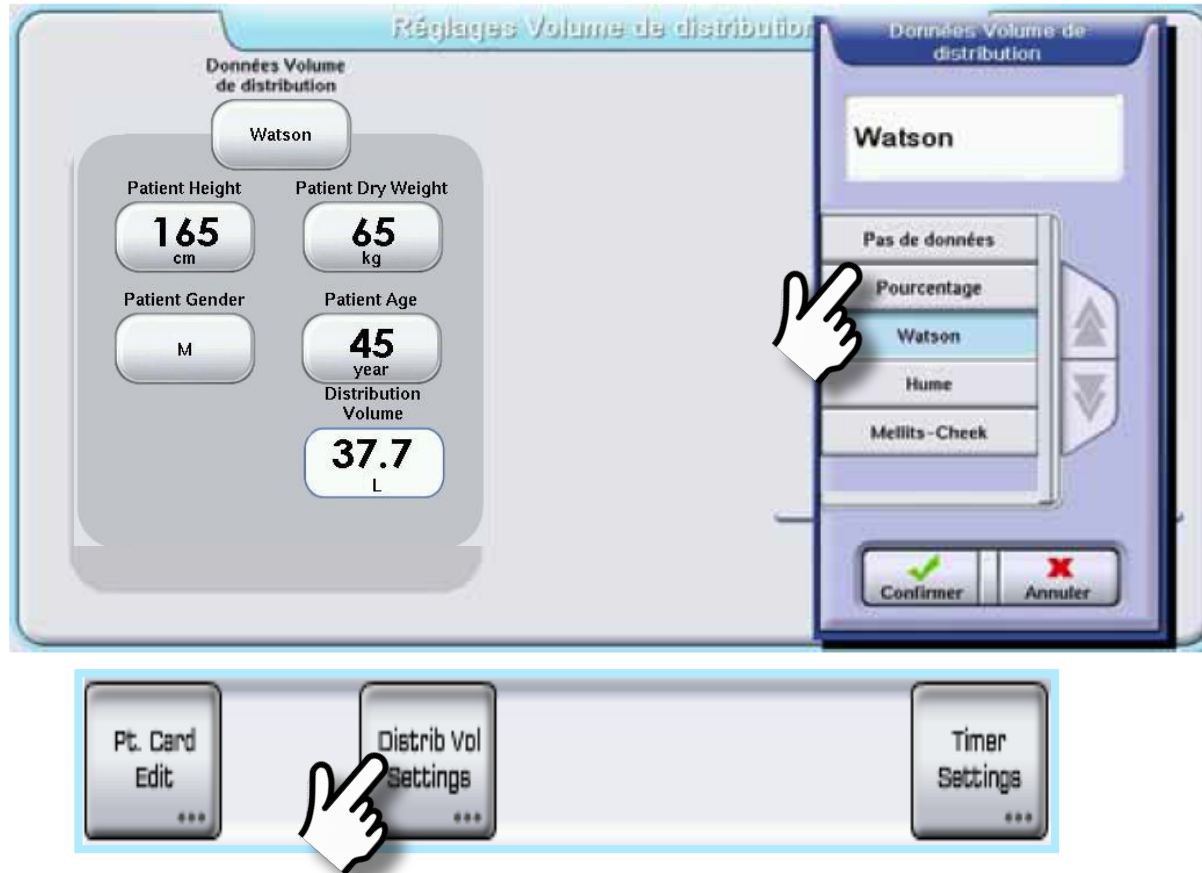 Réglages Volume de distribution
Données Volume
de distribution
Watson
Patient Height
165
cm
Patient Dry Weight
65
kg
Patient Gender
M
Patient Age
45
year
Distribution
Volume
37.7
L
Données Volume de
distribution
Watson
Pas de données
Pourcentage
Watson
Hume
Mellits-Cheek
Confirmer
Annuler
Pt. Card
Edit
Distrib Vol
Settings
Timer
Settings